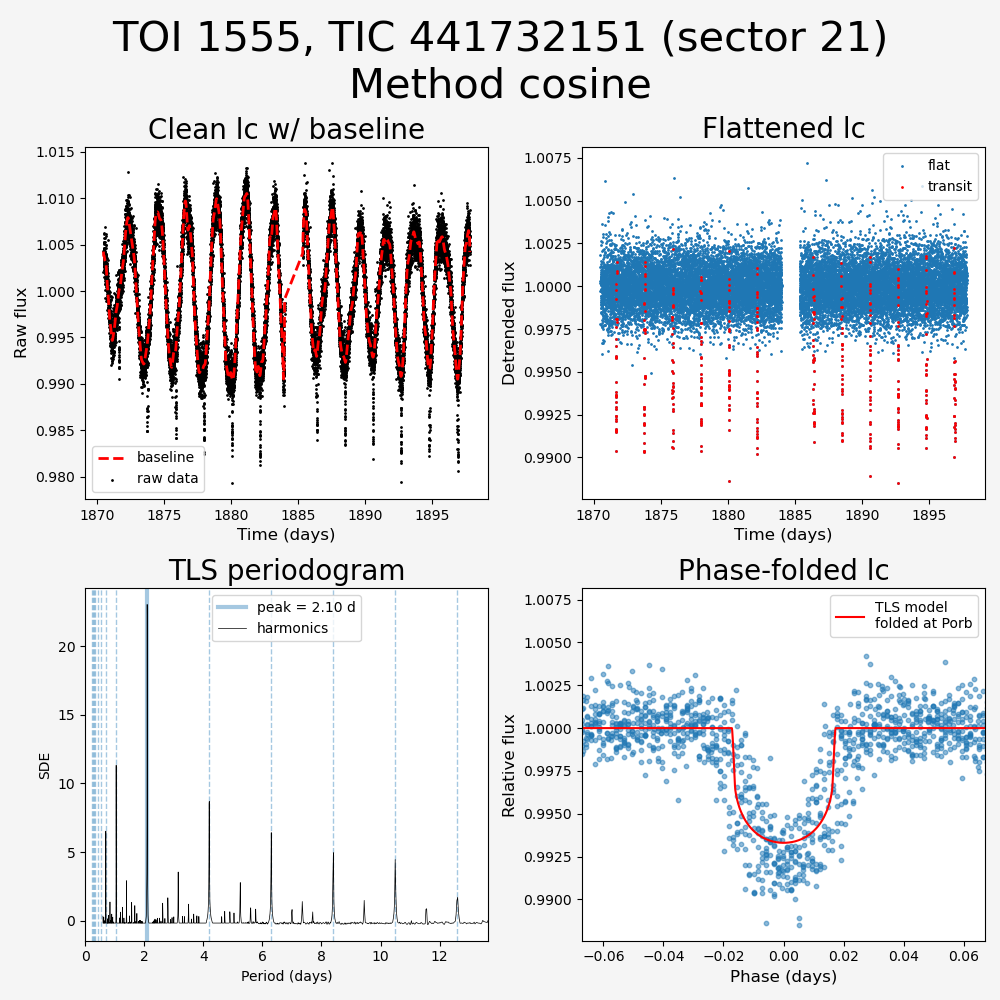 TOI 1555, TIC 441732151 (sector 21)
Method cosine
Clean lc w/ baseline
1.015
1.010
1.005
1.000
0.995
0.990
0.985
0.980
Raw flux
baseline
raw data
1870
1875
1880
1885
1890
1895
Time (days)
Flattened lc
1.0075
1.0050
1.0025
1.0000
0.9975
0.9950
0.9925
0.9900
Detrended flux
flat
transit
1870
1875
1880
1885
1890
1895
Time (days)
TLS periodogram
20
15
10
5
0
SDE
peak = 2.10 d
harmonics
0
2
4
6
8
10
12
Period (days)
Phase-folded lc
1.0075
1.0050
1.0025
1.0000
0.9975
0.9950
0.9925
0.9900
Relative flux
TLS model
folded at Porb
−0.06
−0.04
−0.02
0.00
0.02
0.04
0.06
Phase (days)